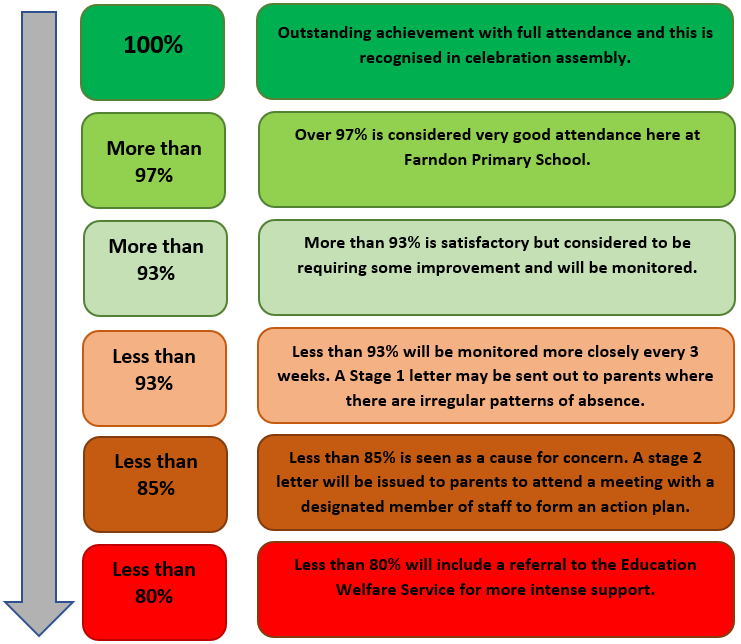 100%
Outstanding achievement with full attendance and this is
recognised in celebration assembly.
More than
97%
Over 97% is considered very good attendance here at
Farndon Primary School.
More than
93%
More than 93% is satisfactory but considered to be
requiring some improvement and will be monitored.
Less than
93%
Less than 93% will be monitored more closely every 3
weeks. A Stage 1 letter may be sent out to parents where
there are irregular patterns of absence.
Less than
85%
Less than 85% is seen as a cause for concern. A stage 2
letter will be issued to parents to attend a meeting with a
designated member of staff to form an action plan.
Less than
80%
Less than 80% will include a referral to the Education
Welfare Service for more intense support.